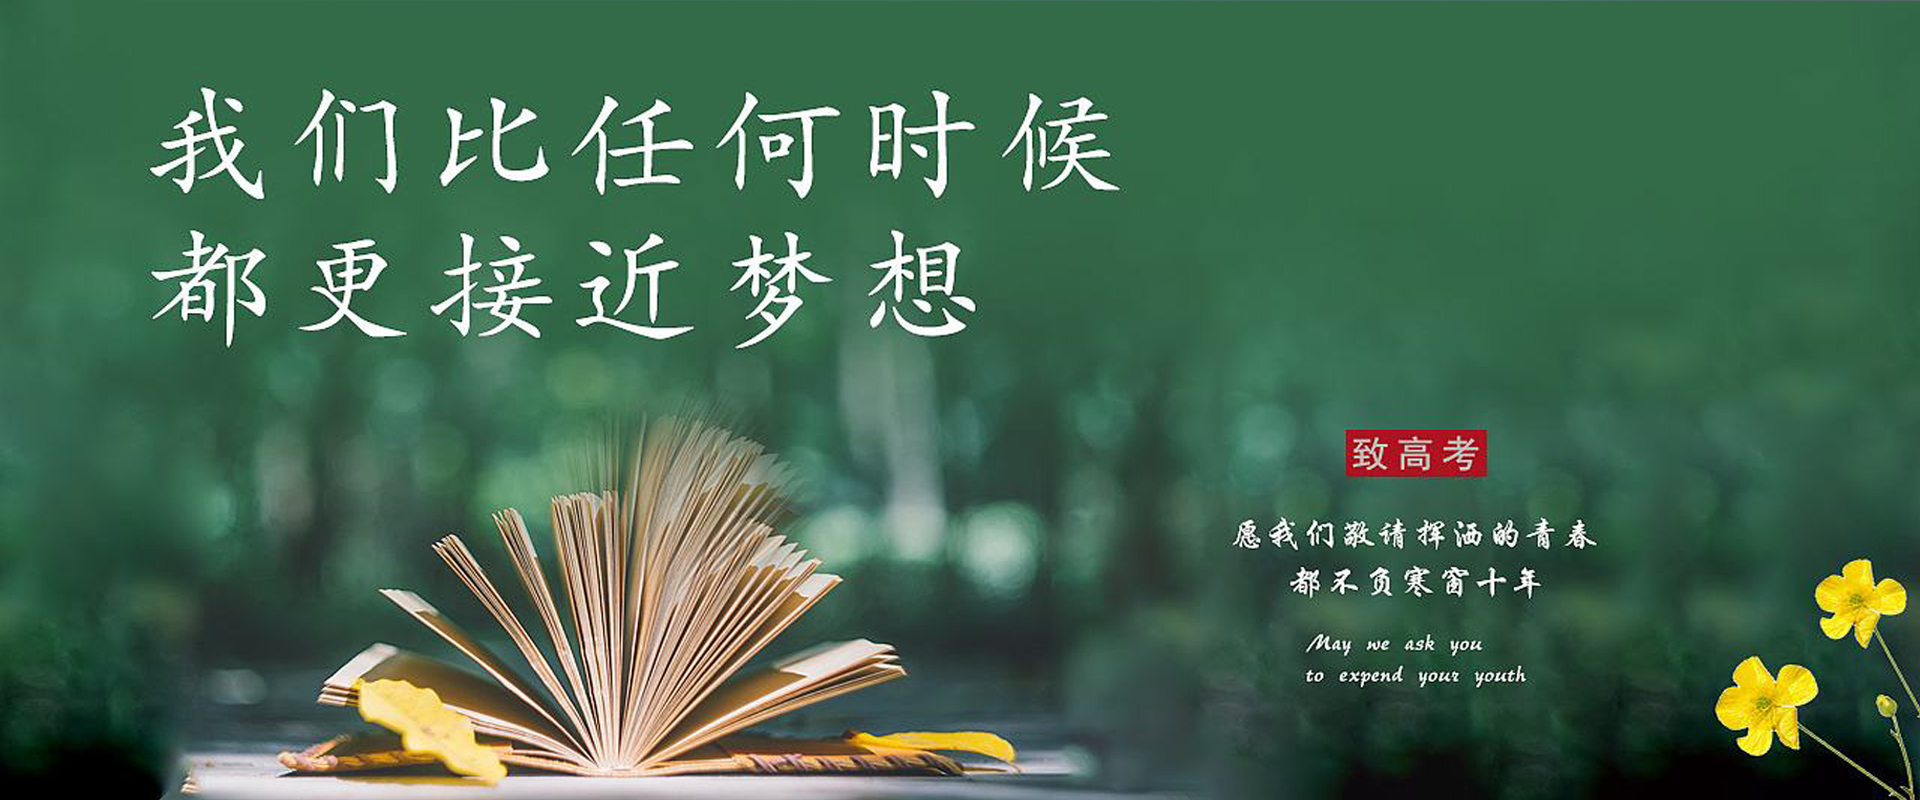 我们比任何时候
都更接近梦想
致高考
愿我们敬请挥洒的青春
都不负寒窗十年
May we ask you
to expend your youth